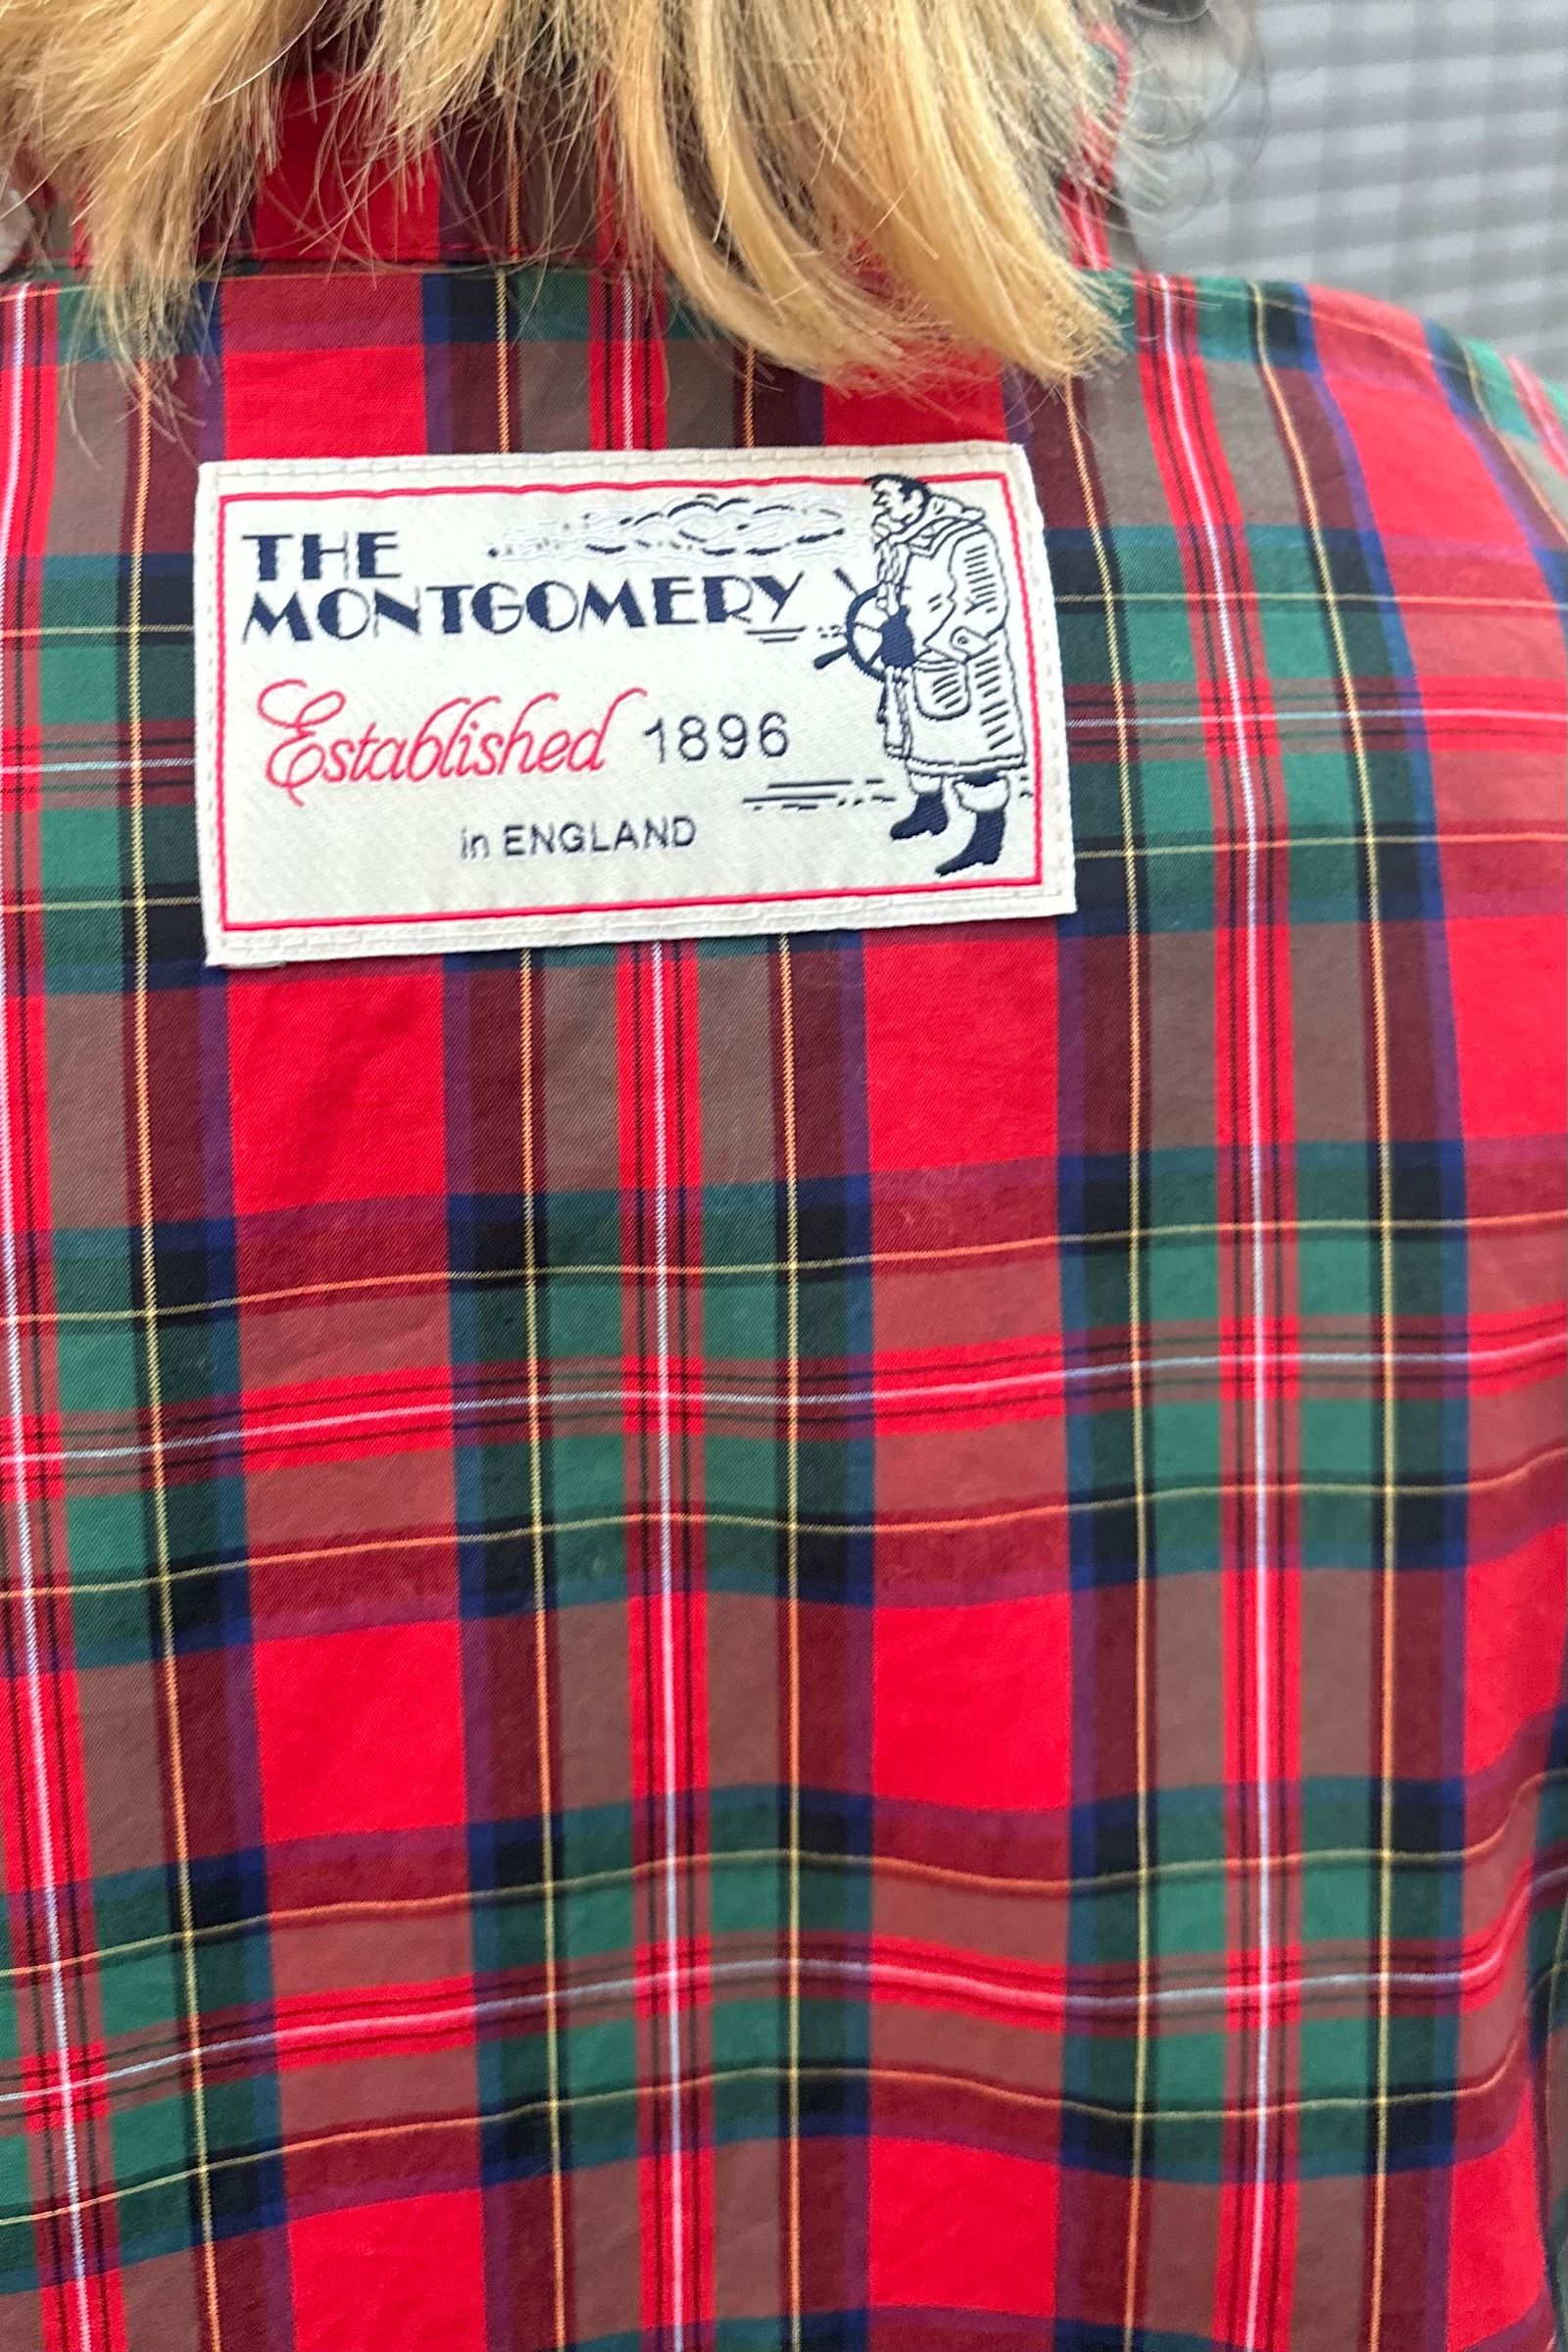 THE
MONTGOMERY
Established 1896
in ENGLAND